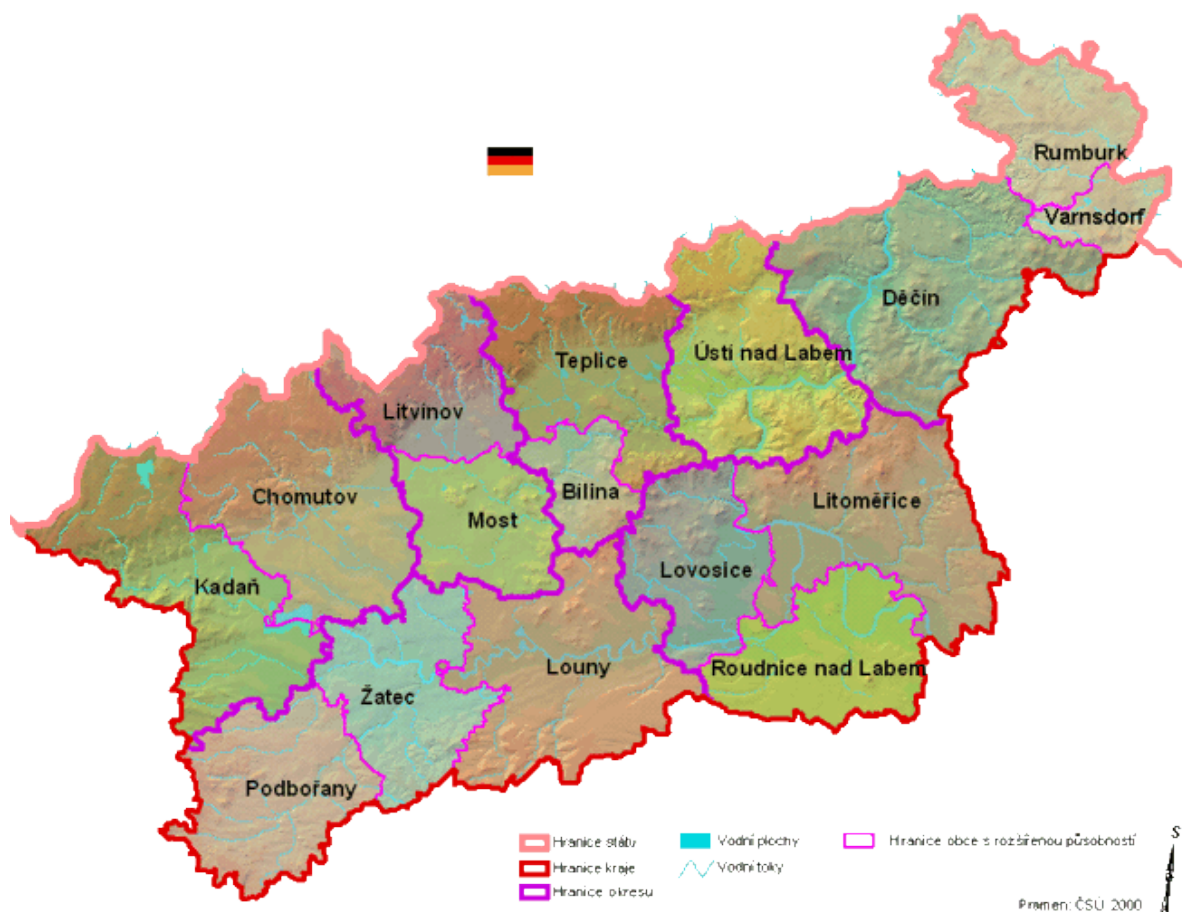 Rumburk
Varnsdorf
Děčín
Ústí nad Labem
Teplice
Litvínov
Bílina
Litoměřice
Chomutov
Most
Lovosice
Kadaň
Louny
Roudnice nad Labem
Žatec
Podbořany
Hranice státu
Vodní plochy
Hranice obce s rozšířenou působností
Hranice kraje
Vodní toky
Hranice okresu
S
Pramen: ČSÚ 2000